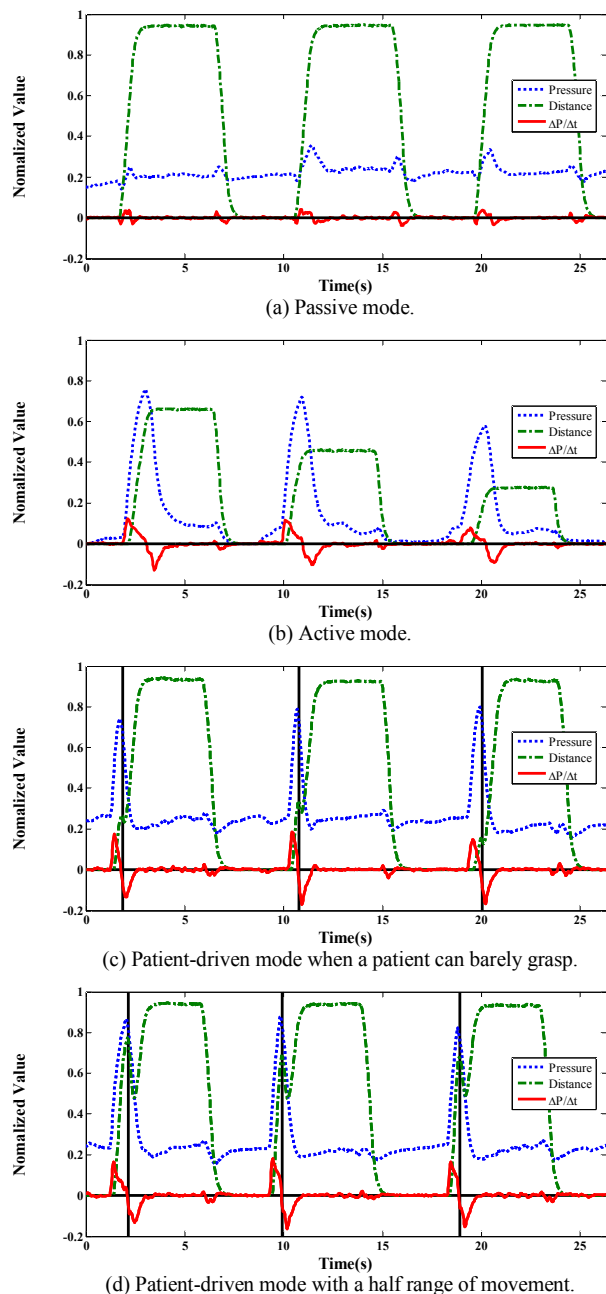 1
0.8
0.6
0.4
0.2
0
-0.2
Nomalized Value
Pressure
Distance
ΔP/Δt
0 5 10 15 20 25
Time(s)
(a) Passive mode.
1
0.8
0.6
0.4
0.2
0
-0.2
Nomalized Value
Pressure
Distance
ΔP/Δt
0 5 10 15 20 25
Time(s)
(b) Active mode.
1
0.8
0.6
0.4
0.2
0
-0.2
Nomalized Value
Pressure
Distance
ΔP/Δt
0 5 10 15 20 25
Time(s)
(c) Patient-driven mode when a patient can barely grasp.
1
0.8
0.6
0.4
0.2
0
-0.2
Nomalized Value
Pressure
Distance
ΔP/Δt
0 5 10 15 20 25
Time(s)
(d) Patient-driven mode with a half range of movement.